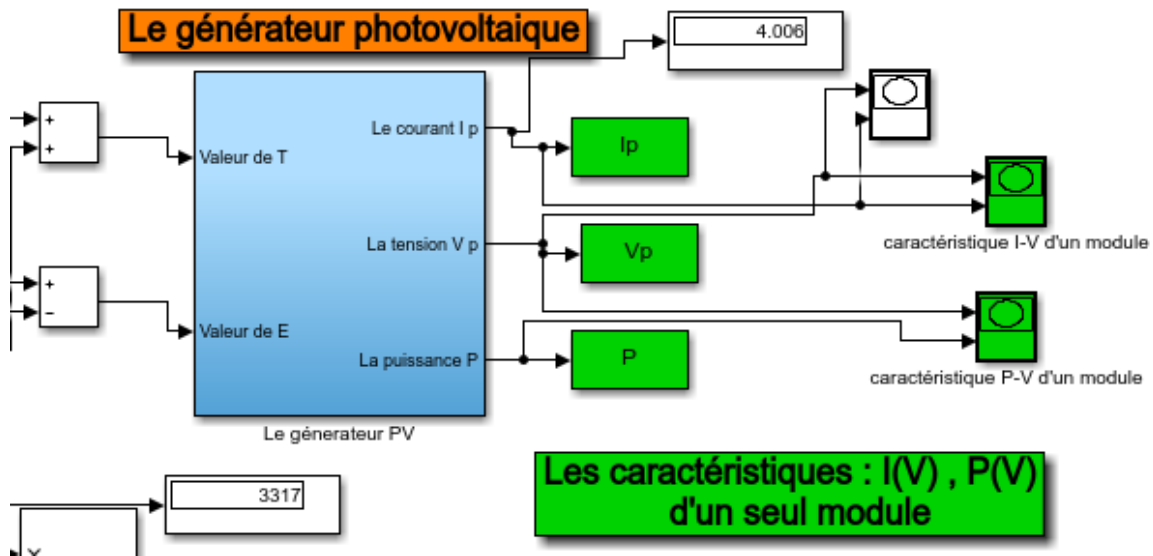 Le générateur photovoltaique
4.006
+
+
Valeur de T
Le courant I p
Ip
caractéristique I-V d'un module
La tension V p
Vp
+
−
Valeur de E
La puissance P
P
caractéristique P-V d'un module
Le génerateur PV
Les caractéristiques : I(V) , P(V)
d'un seul module
3317
X